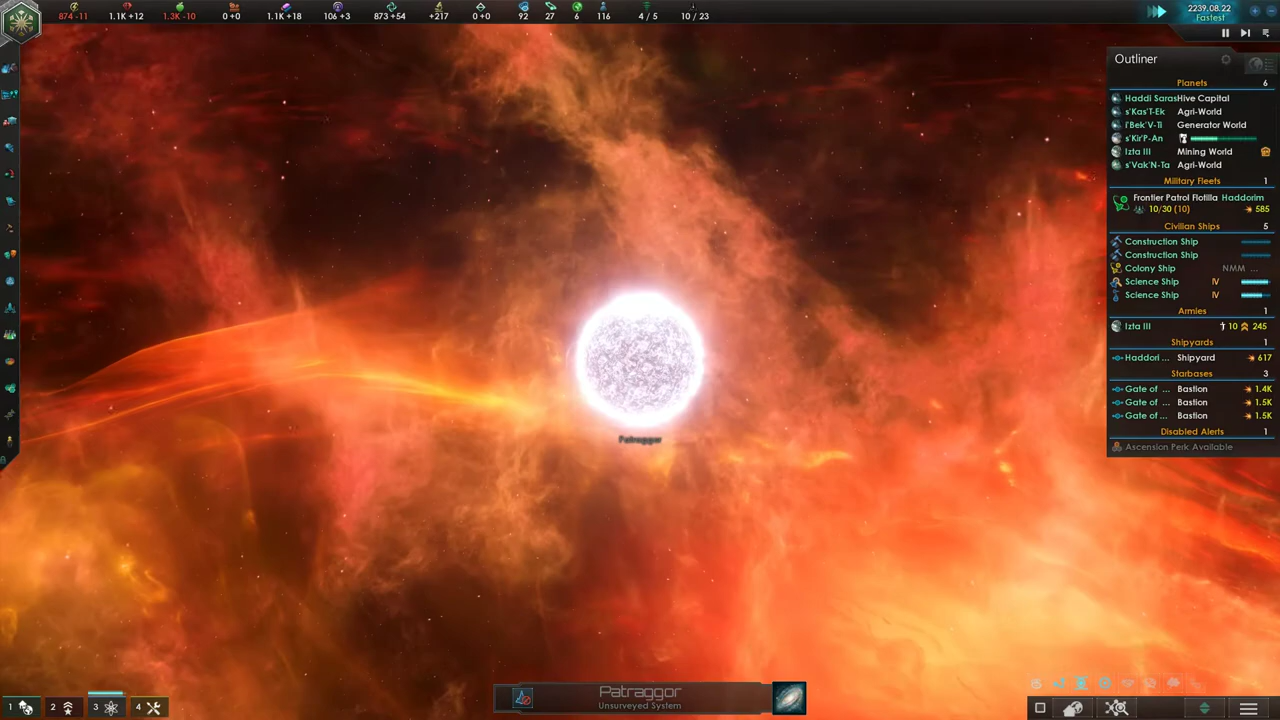 874 -11 1.1K +12 1.3K -10 0 +0 1.1K +18 106 +3 873 +54 +217 0 +0 92 27 6 116 4 / 5 10 / 23
2239.08.22
Fastest
Outliner
Planets 6
Haddi Saras Hive Capital
s'Kas'T-Ek Agri-World
i'Bek'V-Ti Generator World
s'Kir'P-An
Izta III Mining World
s'Vak'N-Ta Agri-World
Military Fleets 1
Frontier Patrol Flotilla Haddorim
10/30 (10) 585
Civilian Ships 5
Construction Ship
Construction Ship
Colony Ship NMM ...
Science Ship IV
Science Ship IV
Armies 1
Izta III 10 245
Shipyards 1
Haddori ... Shipyard 617
Starbases 3
Gate of ... Bastion 1.4K
Gate of ... Bastion 1.5K
Gate of ... Bastion 1.5K
Disabled Alerts 1
Ascension Perk Available
Patraggor
Patraggor
Unsurveyed System
1 2 3 4